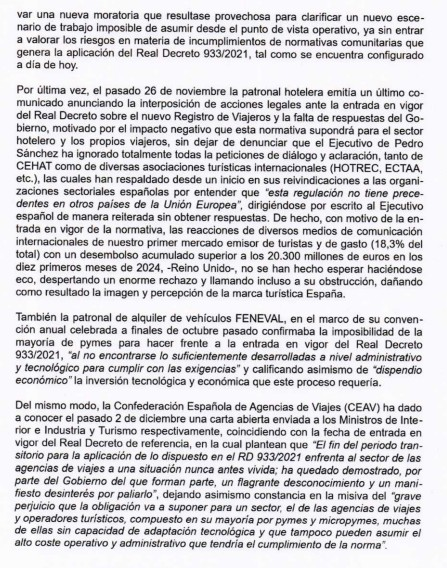 var una nueva moratoria que resultase provechosa para clarificar un nuevo esce-
nario de trabajo imposible de asumir desde el punto de vista operativo, ya sin entrar
a valorar los riesgos en materia de incumplimientos de normativas comunitarias que
genera la aplicación del Real Decreto 933/2021, tal como se encuentra configurado
a día de hoy.
Por última vez, el pasado 26 de noviembre la patronal hotelera emitía un último co-
municado anunciando la interposición de acciones legales ante la entrada en vigor
del Real Decreto sobre el nuevo Registro de Viajeros y la falta de respuestas del Go-
bierno, motivado por el impacto negativo que esta normativa supondrá para el sector
hotelero y los propios viajeros, sin dejar de denunciar que el Ejecutivo de Pedro
Sánchez ha ignorado totalmente todas la peticiones de diálogo y aclaración, tanto de
CEHAT como de diversas asociaciones turísticas internacionales (HOTREC, ECTAA,
etc.), las cuales han respaldado desde un inicio en sus reivindicaciones a las organi-
zaciones sectoriales españolas por entender que "esta regulación no tiene prece-
dentes en otros países de la Unión Europea", dirigiéndose por escrito al Ejecutivo
español de manera reiterada sin obtener respuestas. De hecho, con motivo de la en-
trada en vigor de la normativa, las reacciones de diversos medios de comunicación
internacionales de nuestro primer mercado emisor de turistas y de gasto (18,3% del
total) con un desembolso acumulado superior a los 20.300 millones de euros en los
diez primeros meses de 2024, -Reino Unido-, no se han hecho esperar haciéndose
eco, despertando un enorme rechazo y llamando incluso a su obstrucción, dañando
como resultado la imagen y percepción de la marca turística España.
También la patronal de alquiler de vehículos FENEVAL, en el marco de su conven-
ción anual celebrada a finales de octubre pasado confirmaba la imposibilidad de la
mayoría de pymes para hacer frente a la entrada en vigor del Real Decreto
933/2021, "al no encontrarse lo suficientemente desarrolladas a nivel administrativo
y tecnológico para cumplir con las exigencias" y calificando asimismo de "dispendio
económico" la inversión tecnológica y económica que este proceso requería.
Del mismo modo, la Confederación Española de Agencias de Viajes (CEAV) ha dado
a conocer el pasado 2 de diciembre una carta abierta enviada a los Ministros de Inte-
rior e Industria y Turismo respectivamente, coincidiendo con la fecha de entrada en
vigor del Real Decreto de referencia, en la cual plantean que "El fin del periodo tran-
sitorio para la aplicación de lo dispuesto en el RD 933/2021 enfrenta al sector de las
agencias de viajes a una situación nunca antes vivida; ha quedado demostrado, por
parte del Gobierno del que forman parte, un flagrante desconocimiento y un mani-
fiesto desinterés por paliarlo", dejando asimismo constancia en la misiva del "grave
perjuicio que la obligación va a suponer para un sector, el de las agencias de viajes
y operadores turísticos, compuesto en su mayoría por pymes y micropymes, muchas
de ellas sin capacidad de adaptación tecnológica y que tampoco pueden asumir el
alto coste operativo y administrativo que tendría el cumplimiento de la norma".